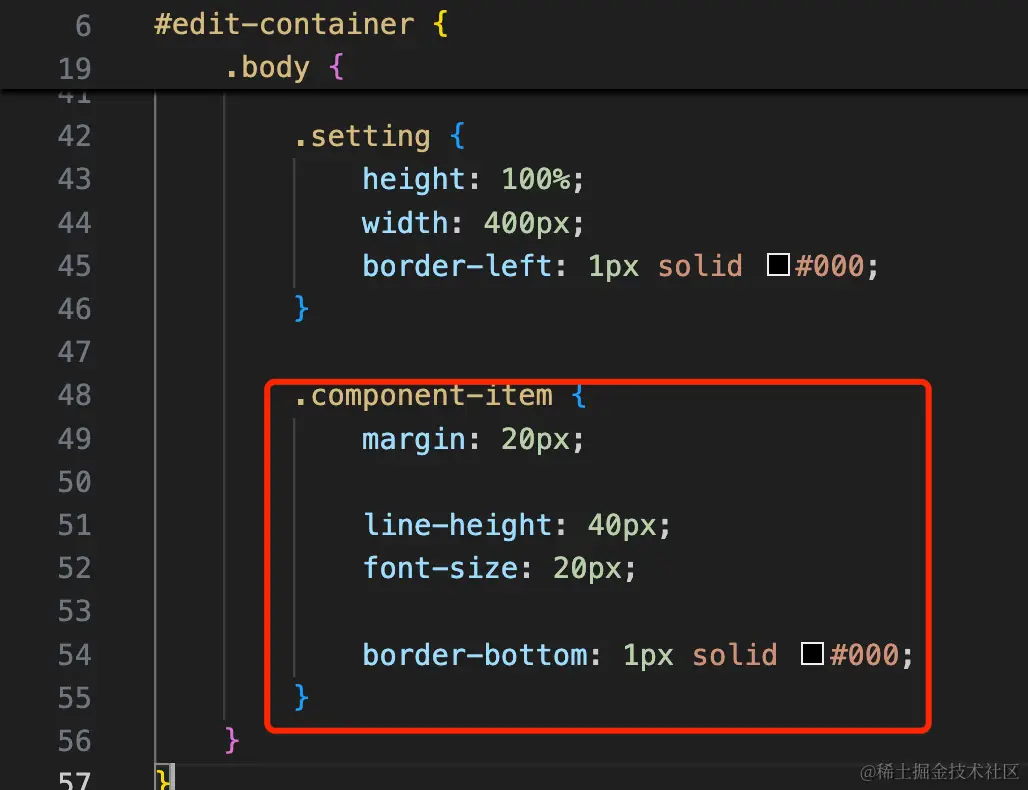 6 #edit-container {
19 .body {
41
42 .setting {
43 height: 100%;
44 width: 400px;
45 border-left: 1px solid #000;
46 }
47
48 .component-item {
49 margin: 20px;
50
51 line-height: 40px;
52 font-size: 20px;
53
54 border-bottom: 1px solid #000;
55 }
56 }
57 }
@稀土掘金技术社区